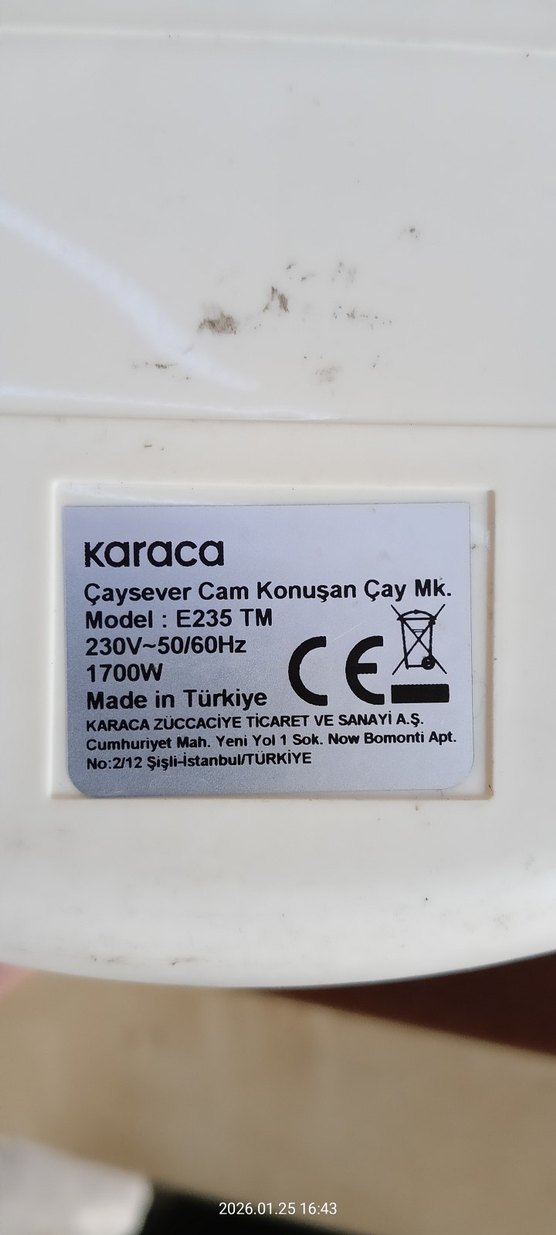 karaca
Çaysever Cam Konuşan Çay Mk.
Model : E235 TM
230V~50/60Hz
1700W
Made in Türkiye
CE
KARACA ZÜCCACİYE TİCARET VE SANAYİ A.Ş.
Cumhuriyet Mah. Yeni Yol 1 Sok. Now Bomonti Apt.
No:2/12 Şişli-İstanbul/TÜRKİYE
2026.01.25 16:43